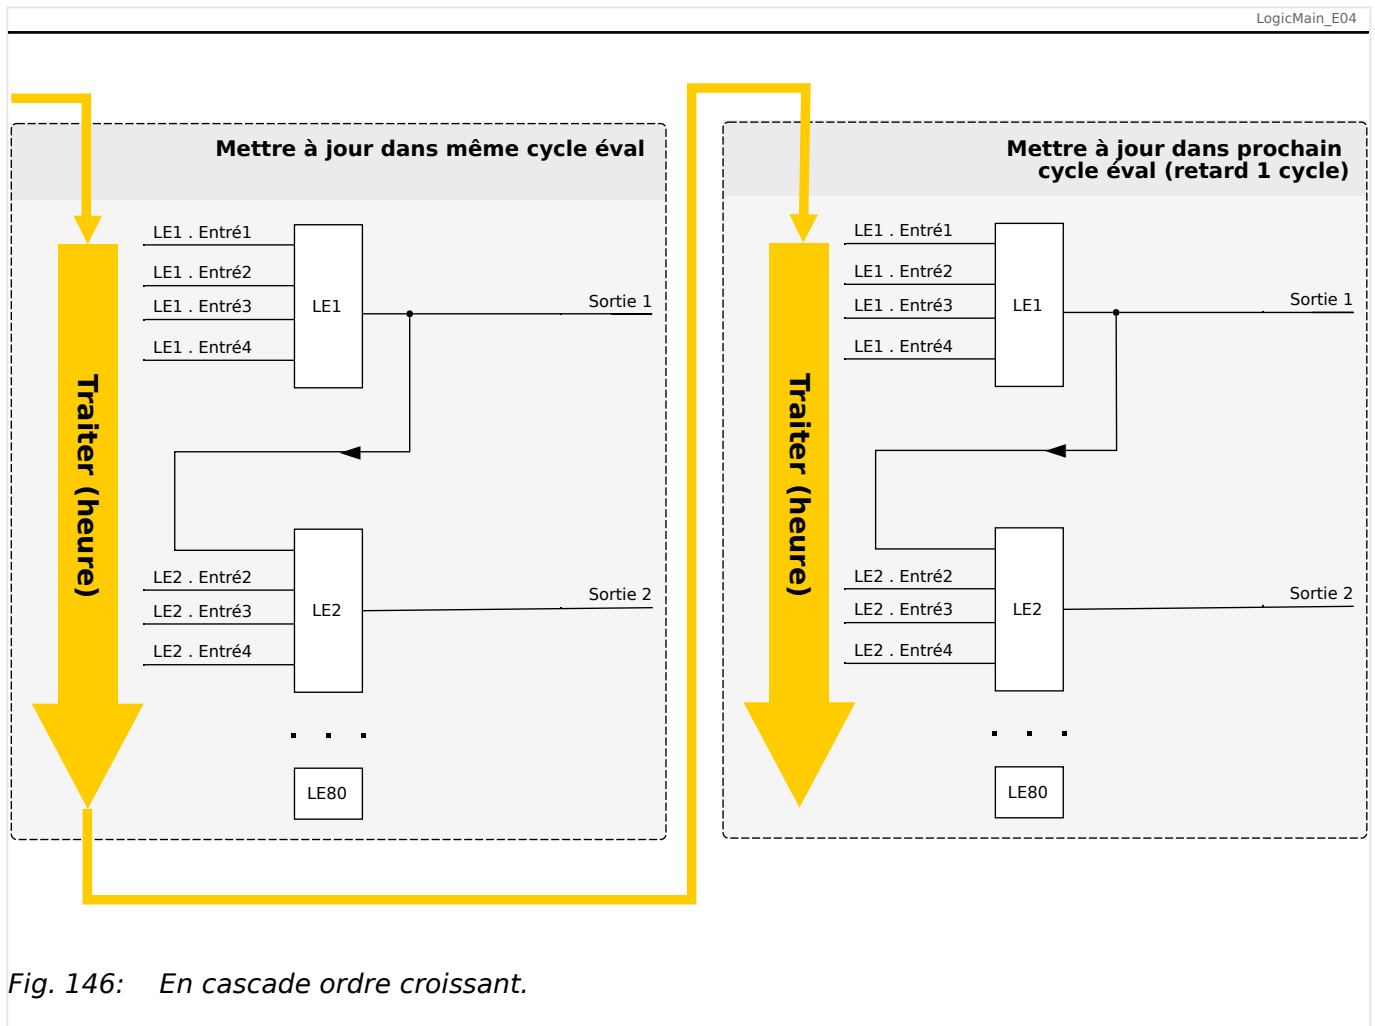 LogicMain_E04
Mettre à jour dans même cycle éval
LE1 . Entré1
LE1 . Entré2
LE1 . Entré3
LE1 . Entré4
LE1
Sortie 1
Traiter (heure)
LE2 . Entré2
LE2 . Entré3
LE2 . Entré4
LE2
Sortie 2
. . .
LE80
Mettre à jour dans prochain
cycle éval (retard 1 cycle)
LE1 . Entré1
LE1 . Entré2
LE1 . Entré3
LE1 . Entré4
LE1
Sortie 1
Traiter (heure)
LE2 . Entré2
LE2 . Entré3
LE2 . Entré4
LE2
Sortie 2
. . .
LE80
Fig. 146: En cascade ordre croissant.